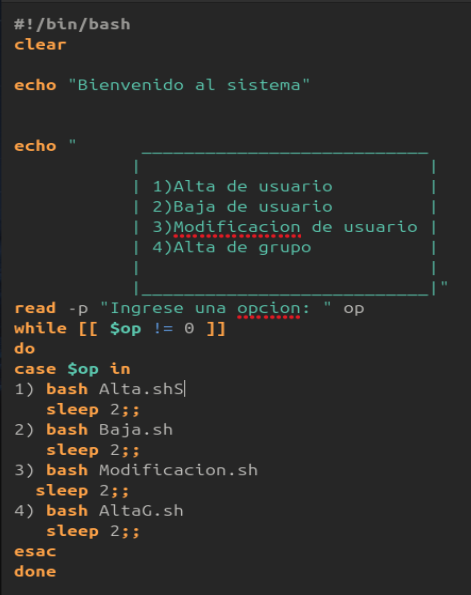 #!/bin/bash
clear
echo "Bienvenido al sistema"
echo "      ___________________________
           |                           |
           | 1)Alta de usuario         |
           | 2)Baja de usuario         |
           | 3)Modificacion de usuario |
           | 4)Alta de grupo           |
           |                           |
           |___________________________|"
read -p "Ingrese una opcion: " op
while [[ $op != 0 ]]
do
case $op in
1) bash Alta.shS
   sleep 2;;
2) bash Baja.sh
   sleep 2;;
3) bash Modificacion.sh
  sleep 2;;
4) bash AltaG.sh
   sleep 2;;
esac
done